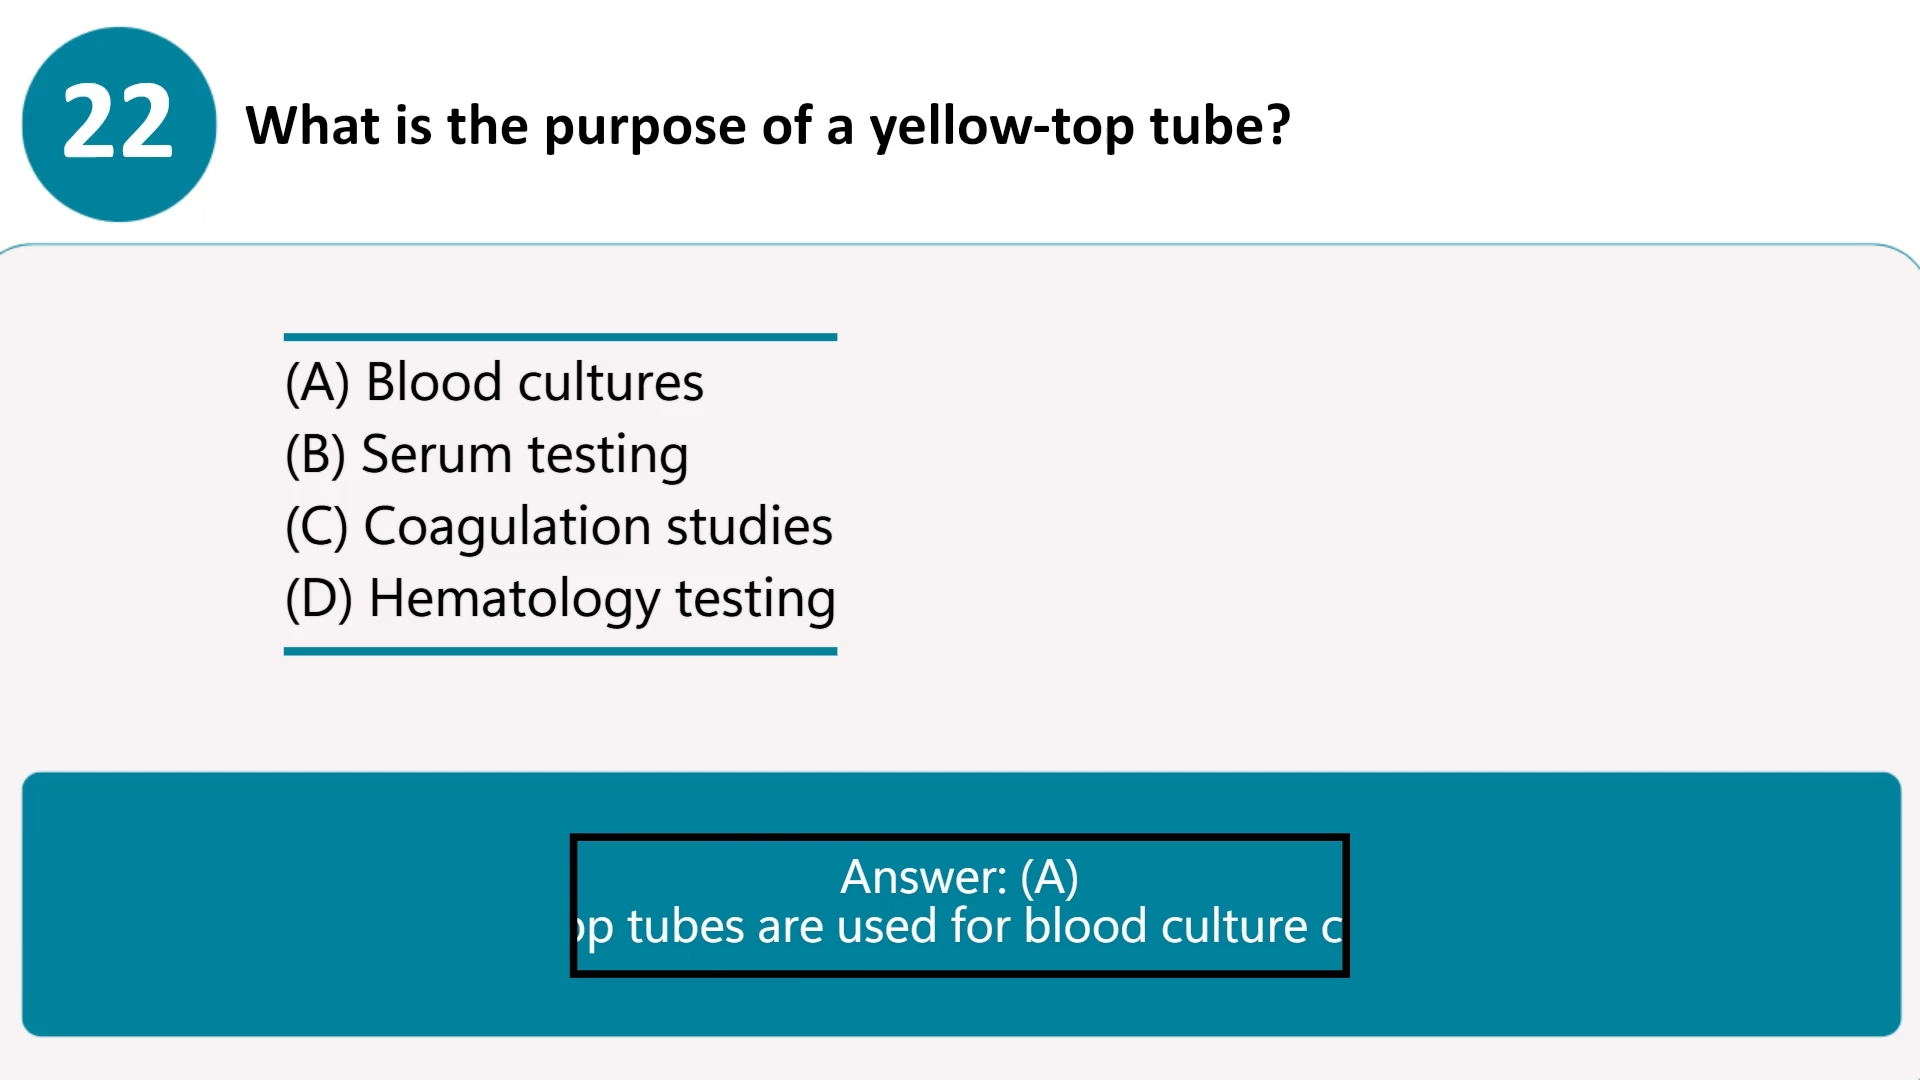 22
What is the purpose of a yellow-top tube?
(A) Blood cultures
(B) Serum testing
(C) Coagulation studies
(D) Hematology testing
Answer: (A)
tubes are used for blood culture